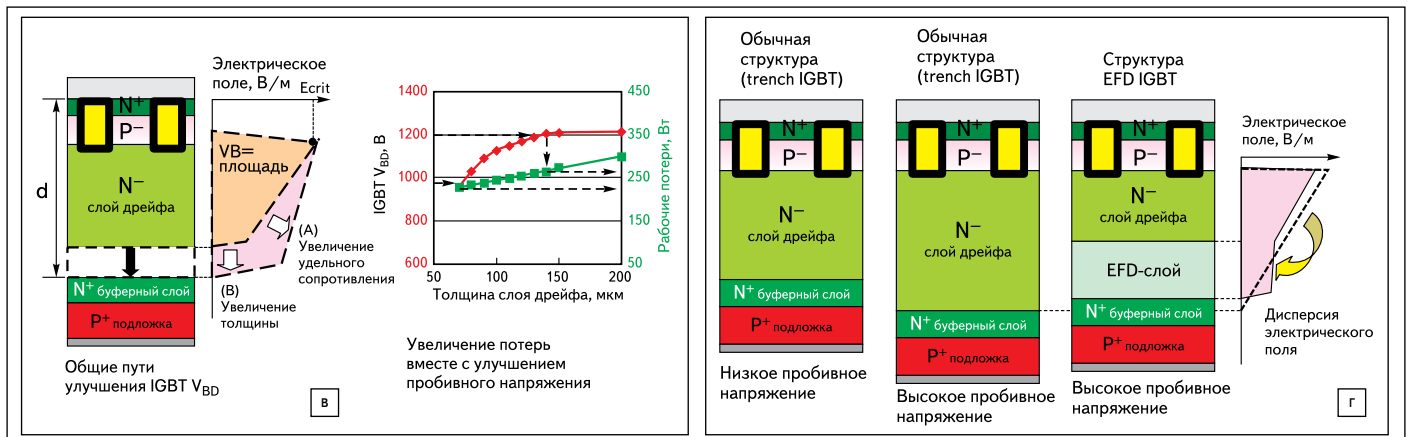 N+
P−
N−
слой дрейфа
N+ буферный слой
P+ подложка
d
Электрическое
поле, В/м
Ecrit
VB=
площадь
(A)
Увеличение
удельного
сопротивления
(B)
Увеличение
толщины
Общие пути
улучшения IGBT VBD
IGBT VBD, В
1400
1200
1000
800
600
450
350
250
150
50
Рабочие потери, Вт
50
100
150
200
Толщина слоя дрейфа, мкм
Увеличение потерь
вместе с улучшением
пробивного напряжения
в
Обычная
структура
(trench IGBT)
N+
P−
N−
слой дрейфа
N+ буферный слой
P+ подложка
Низкое пробивное
напряжение
Обычная
структура
(trench IGBT)
N+
P−
N−
слой дрейфа
N+ буферный слой
P+ подложка
Высокое пробивное
напряжение
Структура
EFD IGBT
N+
P−
N−
слой дрейфа
EFD-слой
N+ буферный слой
P+ подложка
Высокое пробивное
напряжение
Электрическое
поле, В/м
Дисперсия
электрического
поля
г